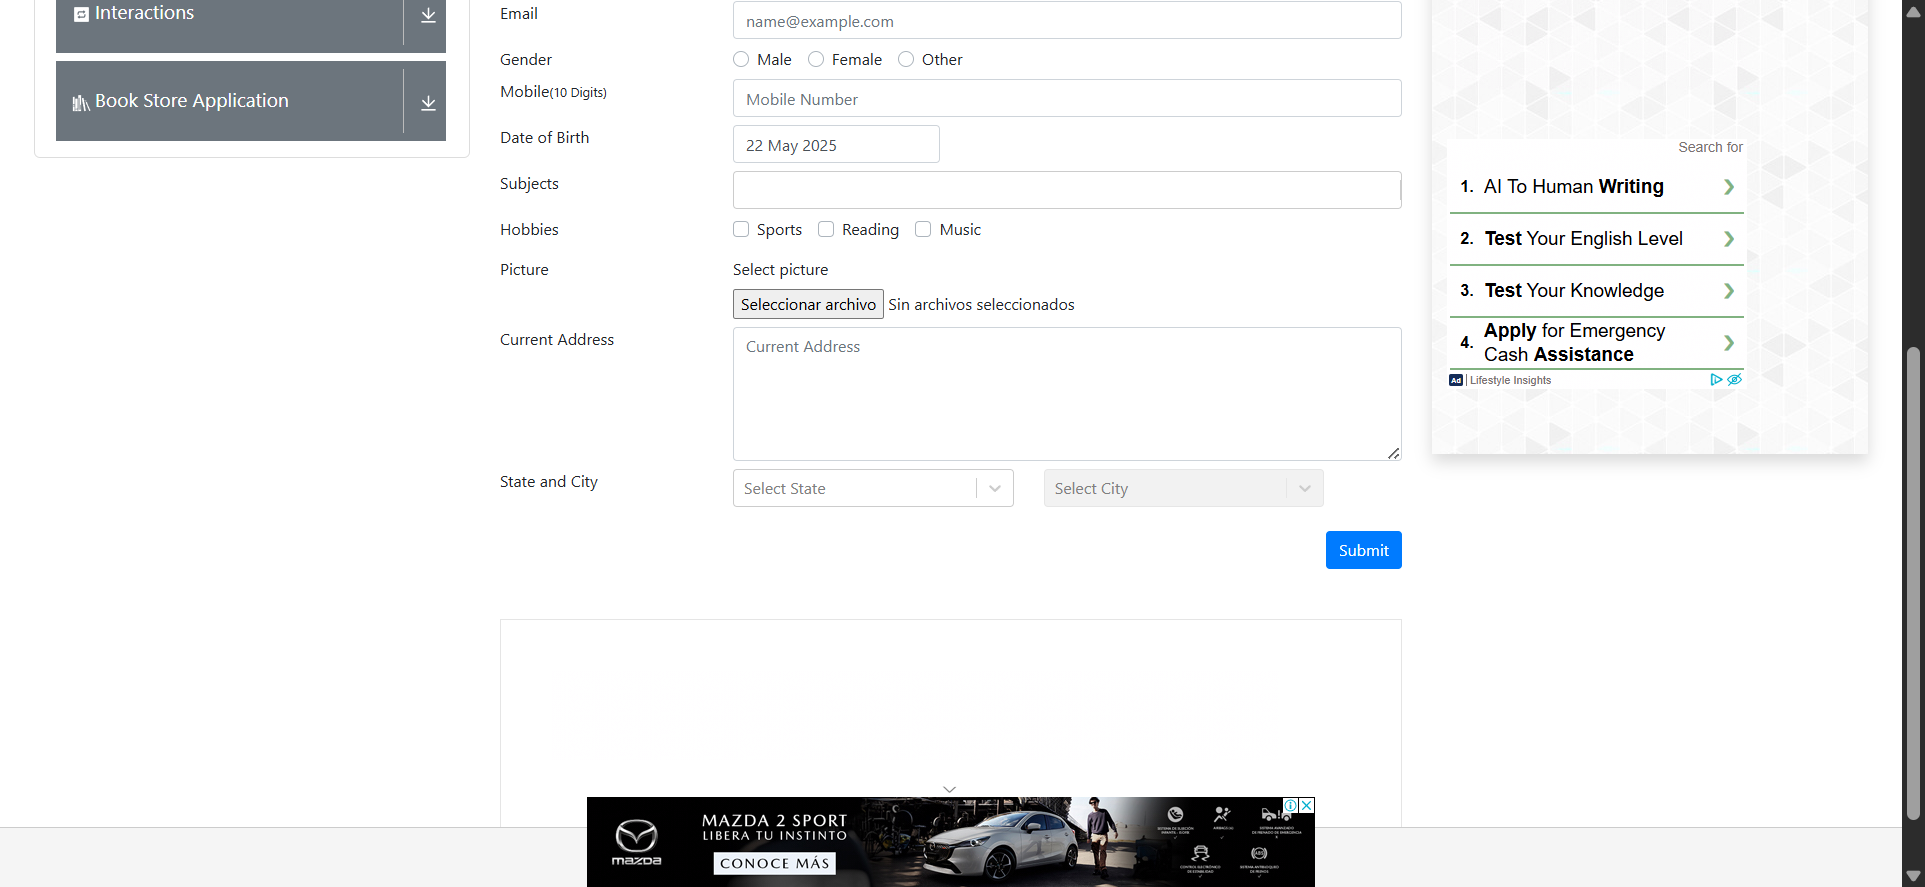 Interactions
Book Store Application
Email
name@example.com
Gender
Male Female Other
Mobile(10 Digits)
Mobile Number
Date of Birth
22 May 2025
Subjects
Hobbies
Sports Reading Music
Picture
Select picture
Seleccionar archivo Sin archivos seleccionados
Current Address
Current Address
State and City
Select State
Select City
Submit
Search for
1. AI To Human Writing
2. Test Your English Level
3. Test Your Knowledge
4. Apply for Emergency
Cash Assistance
Ad | Lifestyle Insights
mazda
MAZDA 2 SPORT
LIBERA TU INSTINTO
CONOCE MÁS